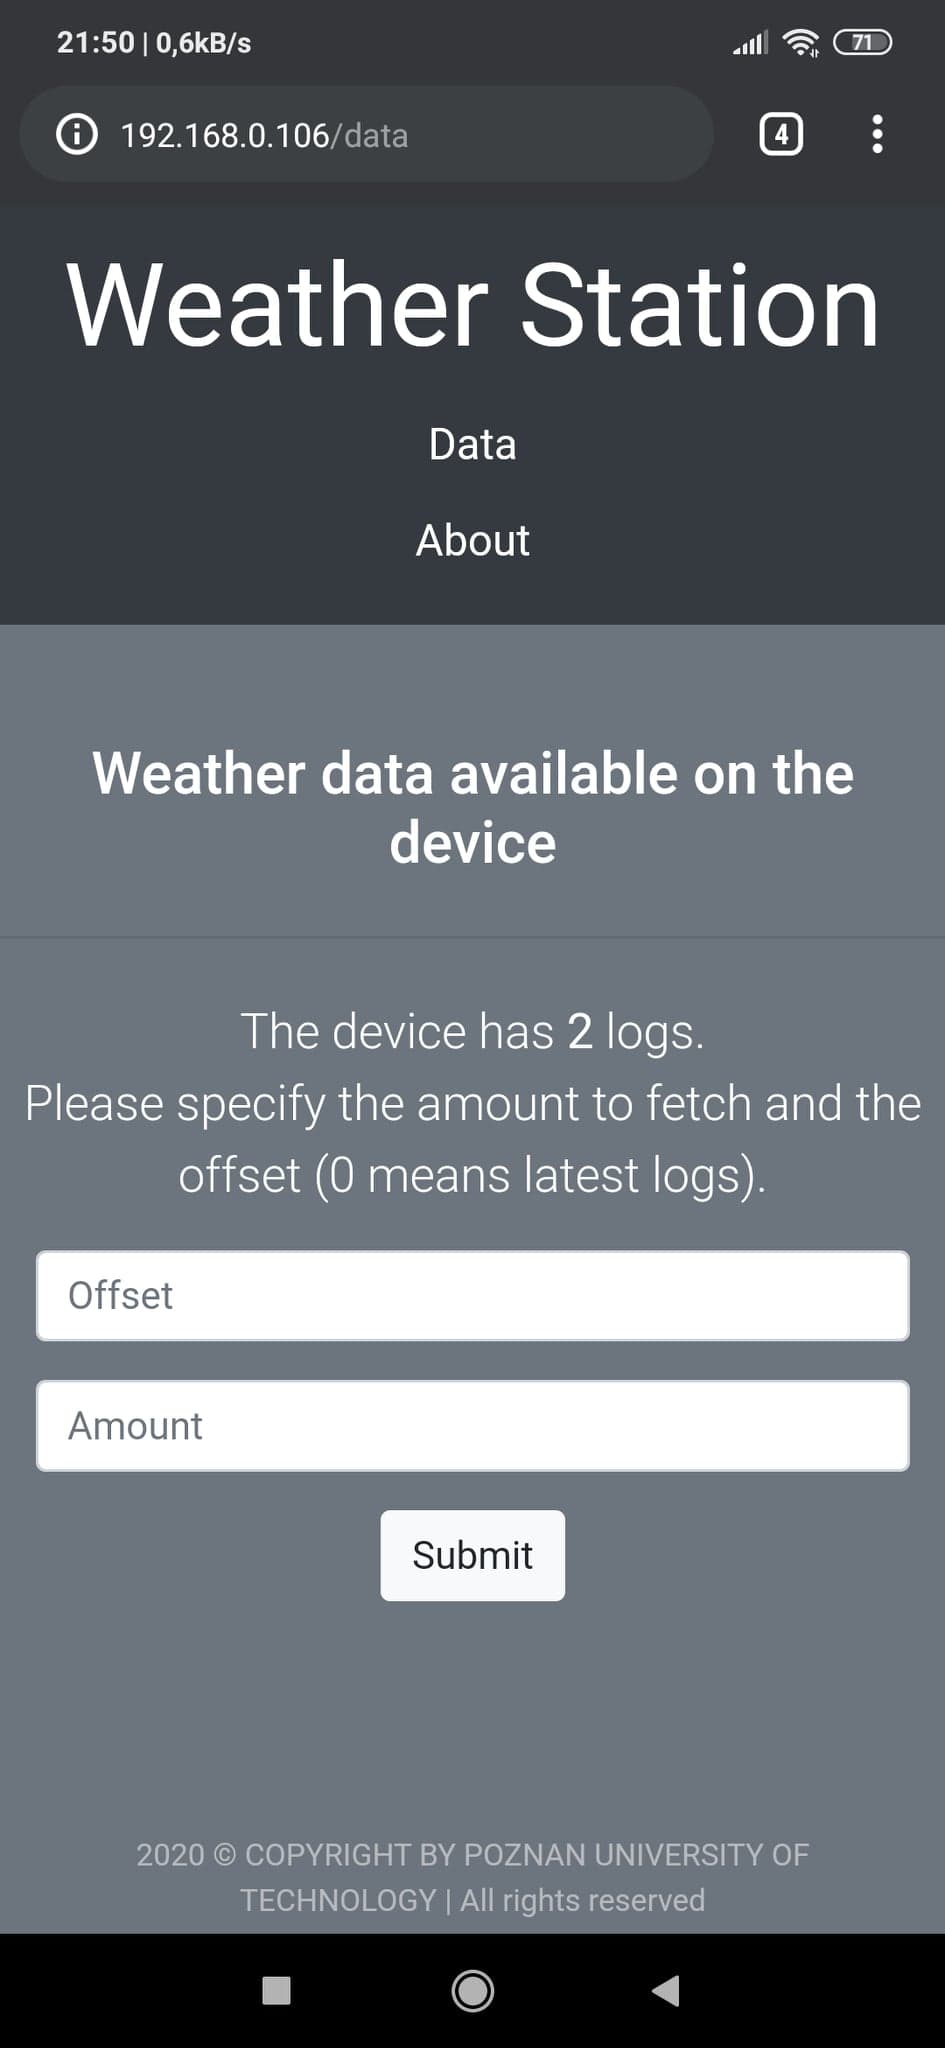 21:50 | 0,6kB/s
71
192.168.0.106/data
4
Weather Station
Data
About
Weather data available on the
device
The device has 2 logs.
Please specify the amount to fetch and the
offset (0 means latest logs).
Offset
Amount
Submit
2020 © COPYRIGHT BY POZNAN UNIVERSITY OF
TECHNOLOGY | All rights reserved